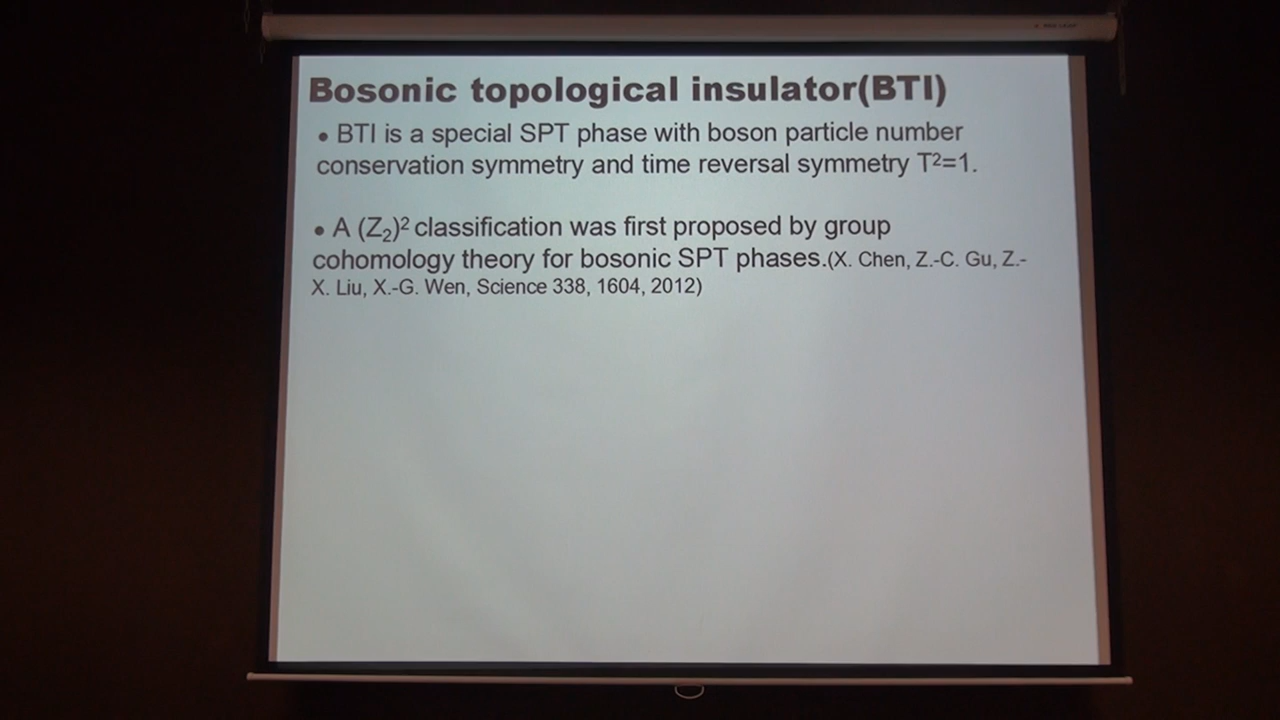 Bosonic topological insulator(BTI)
• BTI is a special SPT phase with boson particle number
conservation symmetry and time reversal symmetry T²=1.
• A (Z₂)² classification was first proposed by group
cohomology theory for bosonic SPT phases.(X. Chen, Z.-C. Gu, Z.-
X. Liu, X.-G. Wen, Science 338, 1604, 2012)